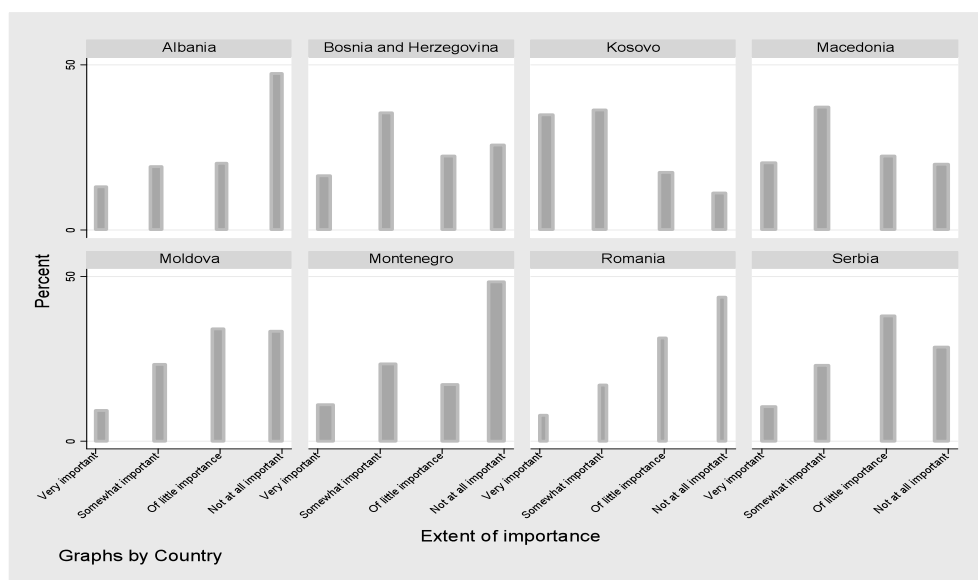 Albania
Bosnia and Herzegovina
Kosovo
Macedonia
50
0
Moldova
Montenegro
Romania
Serbia
50
0
Percent
Very important
Somewhat important
Of little importance
Not at all important
Very important
Somewhat important
Of little importance
Not at all important
Very important
Somewhat important
Of little importance
Not at all important
Very important
Somewhat important
Of little importance
Not at all important
Extent of importance
Graphs by Country